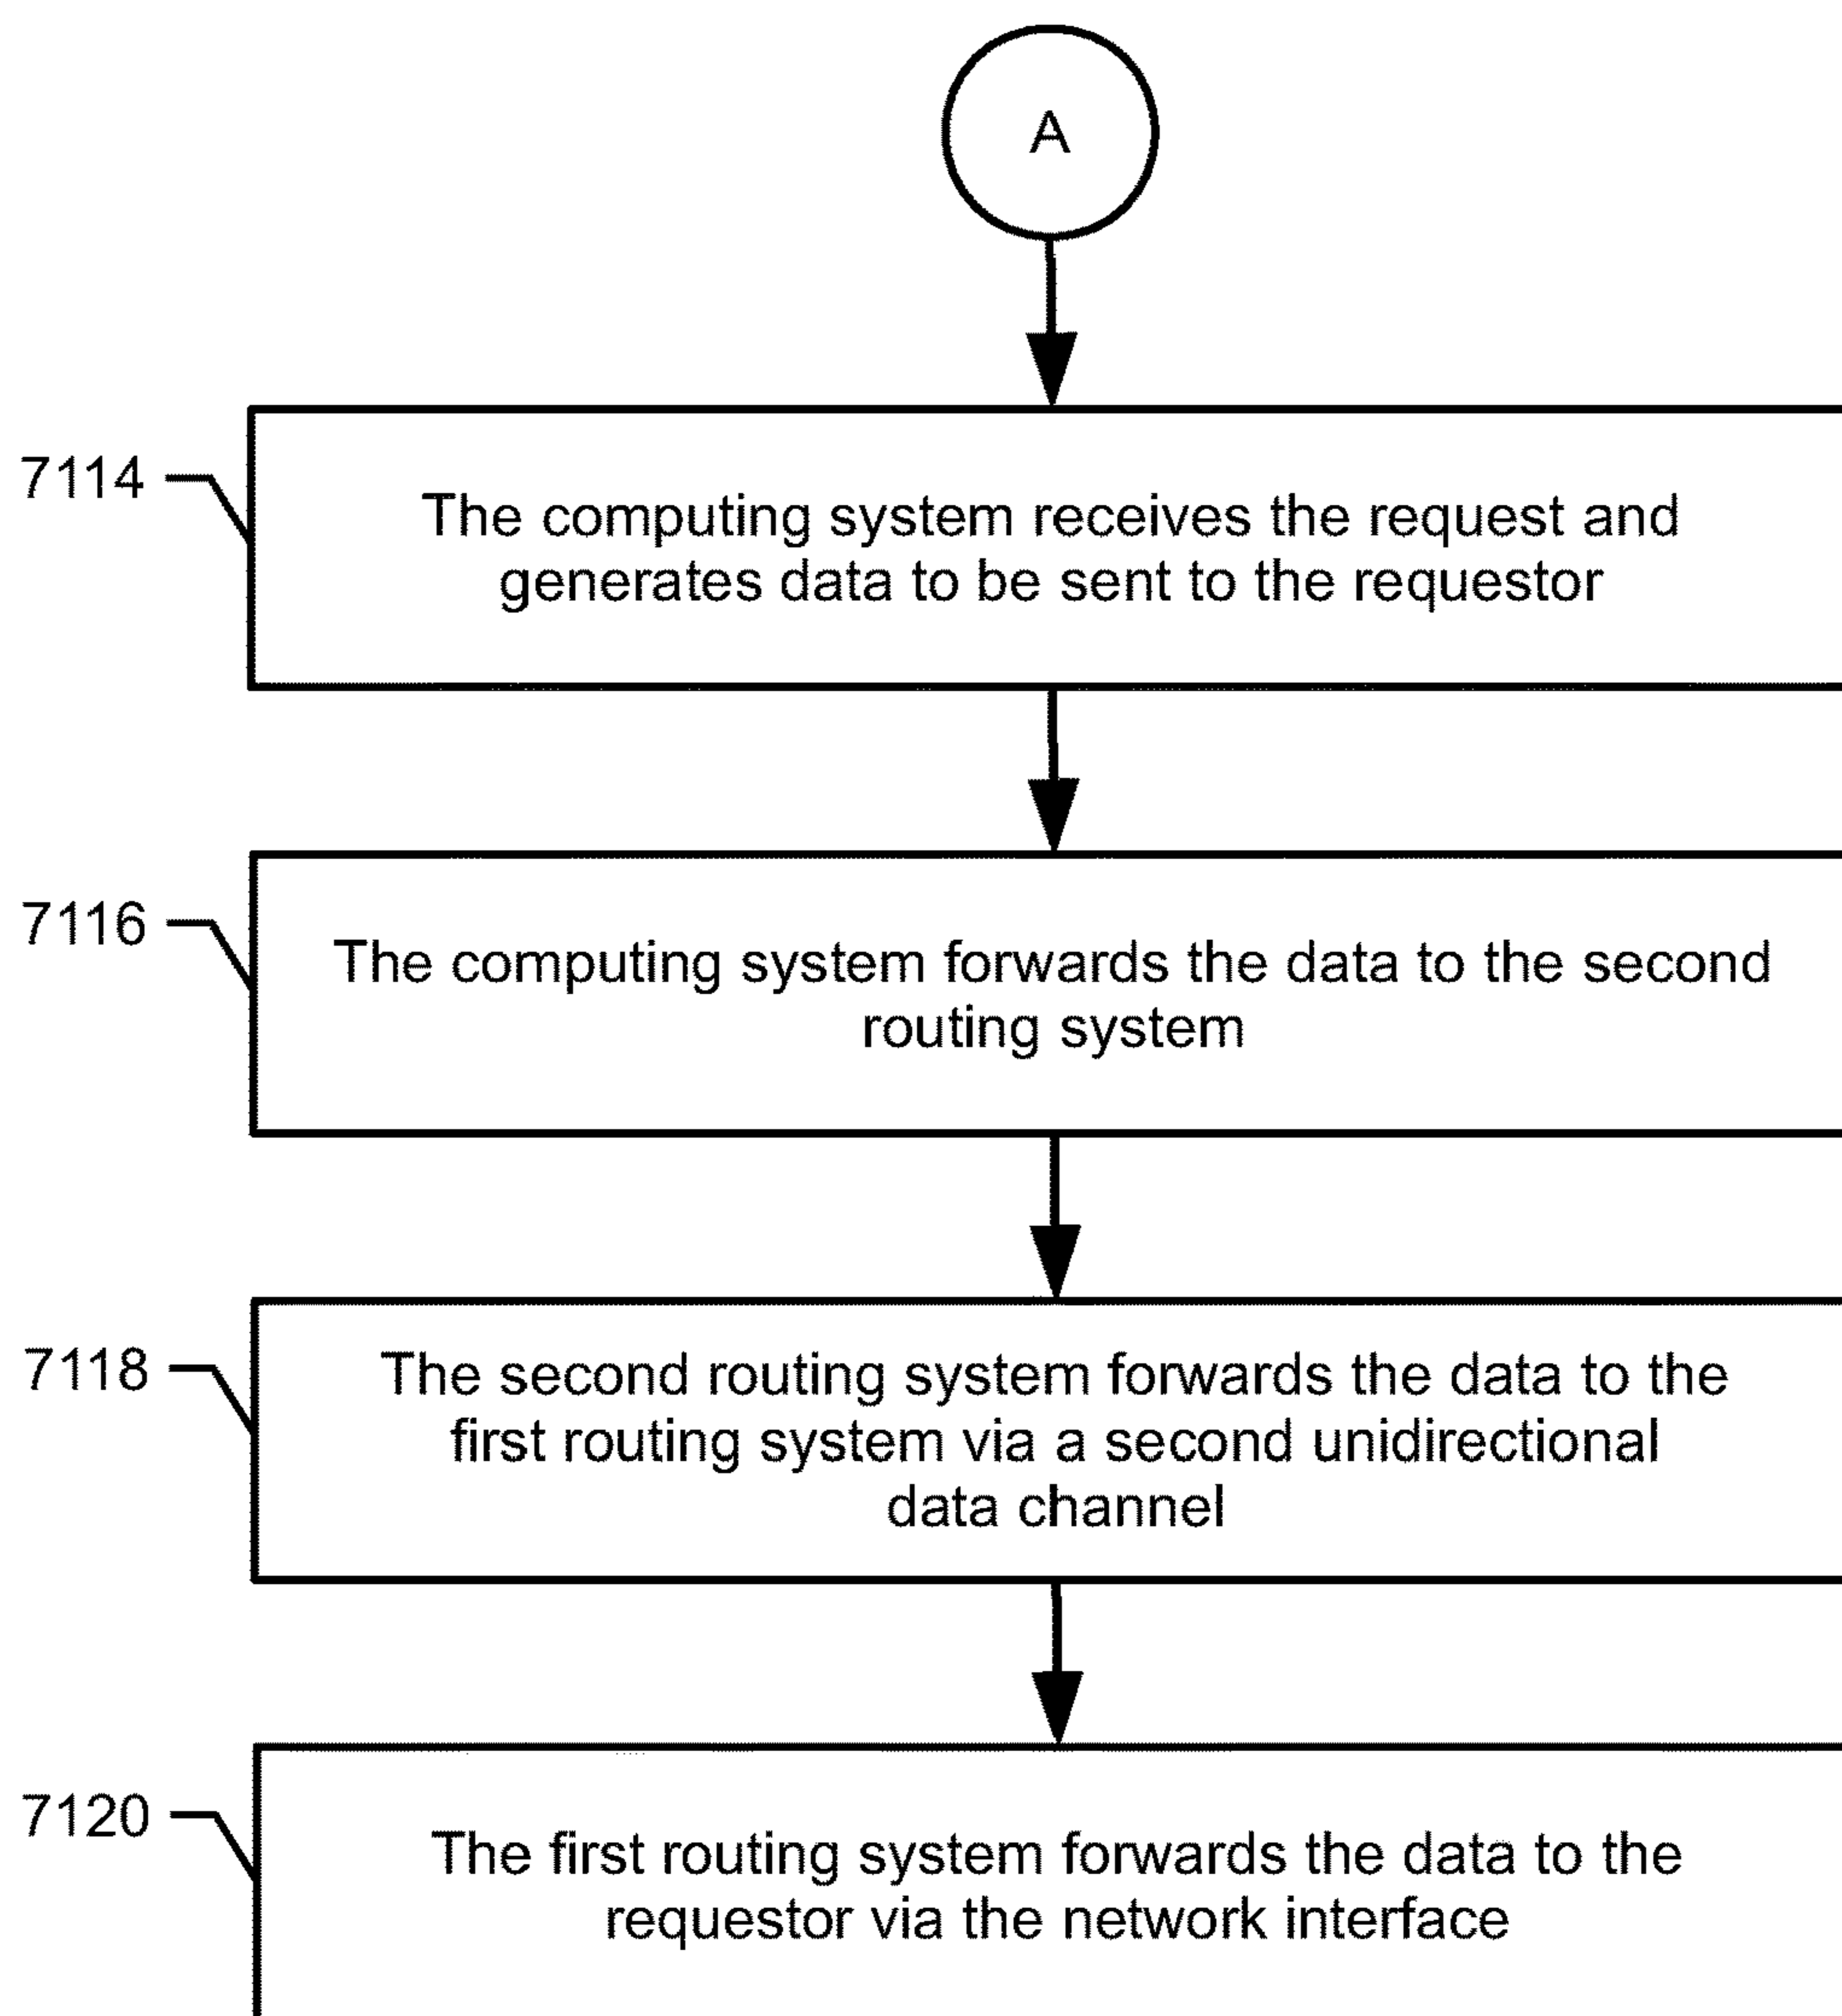 A
7114
The computing system receives the request and
generates data to be sent to the requestor
7116
The computing system forwards the data to the second
routing system
7118
The second routing system forwards the data to the
first routing system via a second unidirectional
data channel
7120
The first routing system forwards the data to the
requestor via the network interface